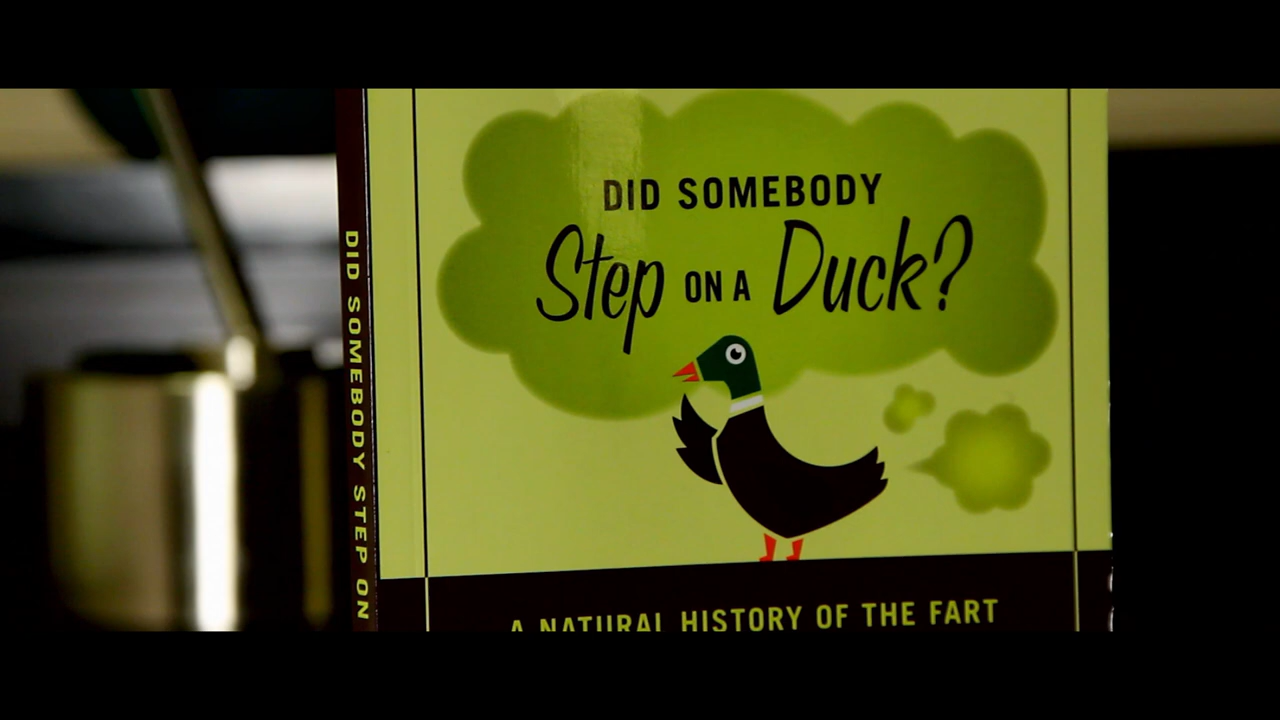 DID SOMEBODY
Step ON A Duck?
A NATURAL HISTORY OF THE FART
DID SOMEBODY STEP ON